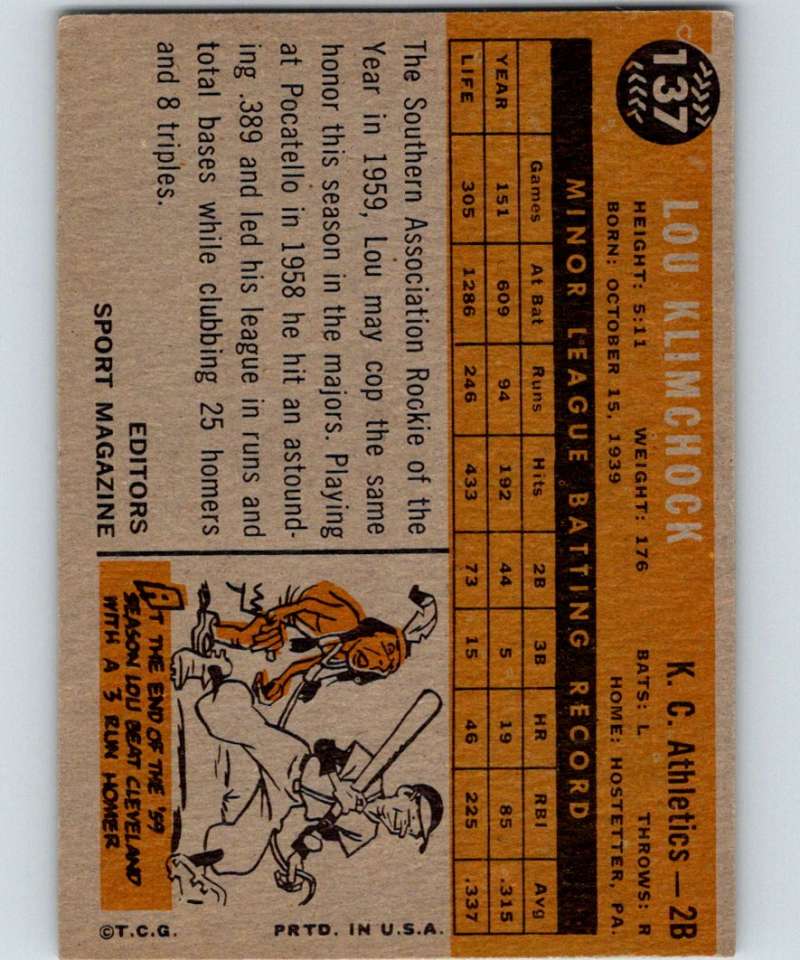 137
LOU KLIMCHOCK
K. C. Athletics — 2B
HEIGHT: 5:11 WEIGHT: 176 BATS: L THROWS: R
BORN: OCTOBER 15, 1939 HOME: HOSTETTER, PA.
MINOR LEAGUE BATTING RECORD
Games At Bat Runs Hits 2B 3B HR RBI Avg
YEAR 151 609 94 192 44 5 19 85 .315
LIFE 305 1286 246 433 73 15 46 225 .337
The Southern Association Rockie of the
Year in 1959, Lou may cop the same
honor this season in the majors. Playing
at Pocatello in 1958 he hit an astound-
ing .389 and led his league in runs and
total bases while clubbing 25 homers
and 8 triples.
EDITORS
SPORT MAGAZINE
AT THE END OF THE '59
SEASON LOU BEAT CLEVELAND
WITH A 3 RUN HOMER
©T.C.G. PRTD. IN U.S.A.